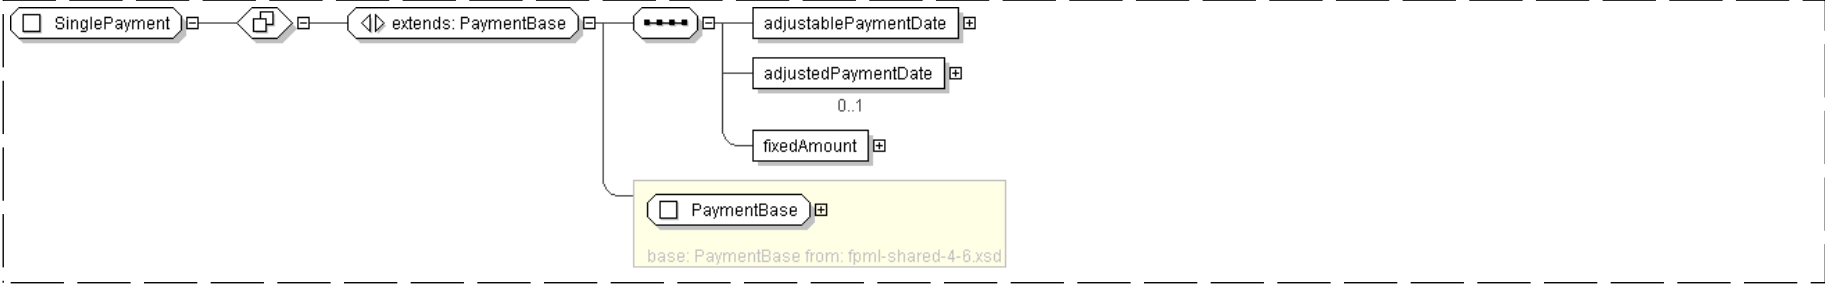 SinglePayment
extends: PaymentBase
adjustablePaymentDate
adjustedPaymentDate
0..1
fixedAmount
PaymentBase
base: PaymentBase from: fpml-shared-4-6.xsd